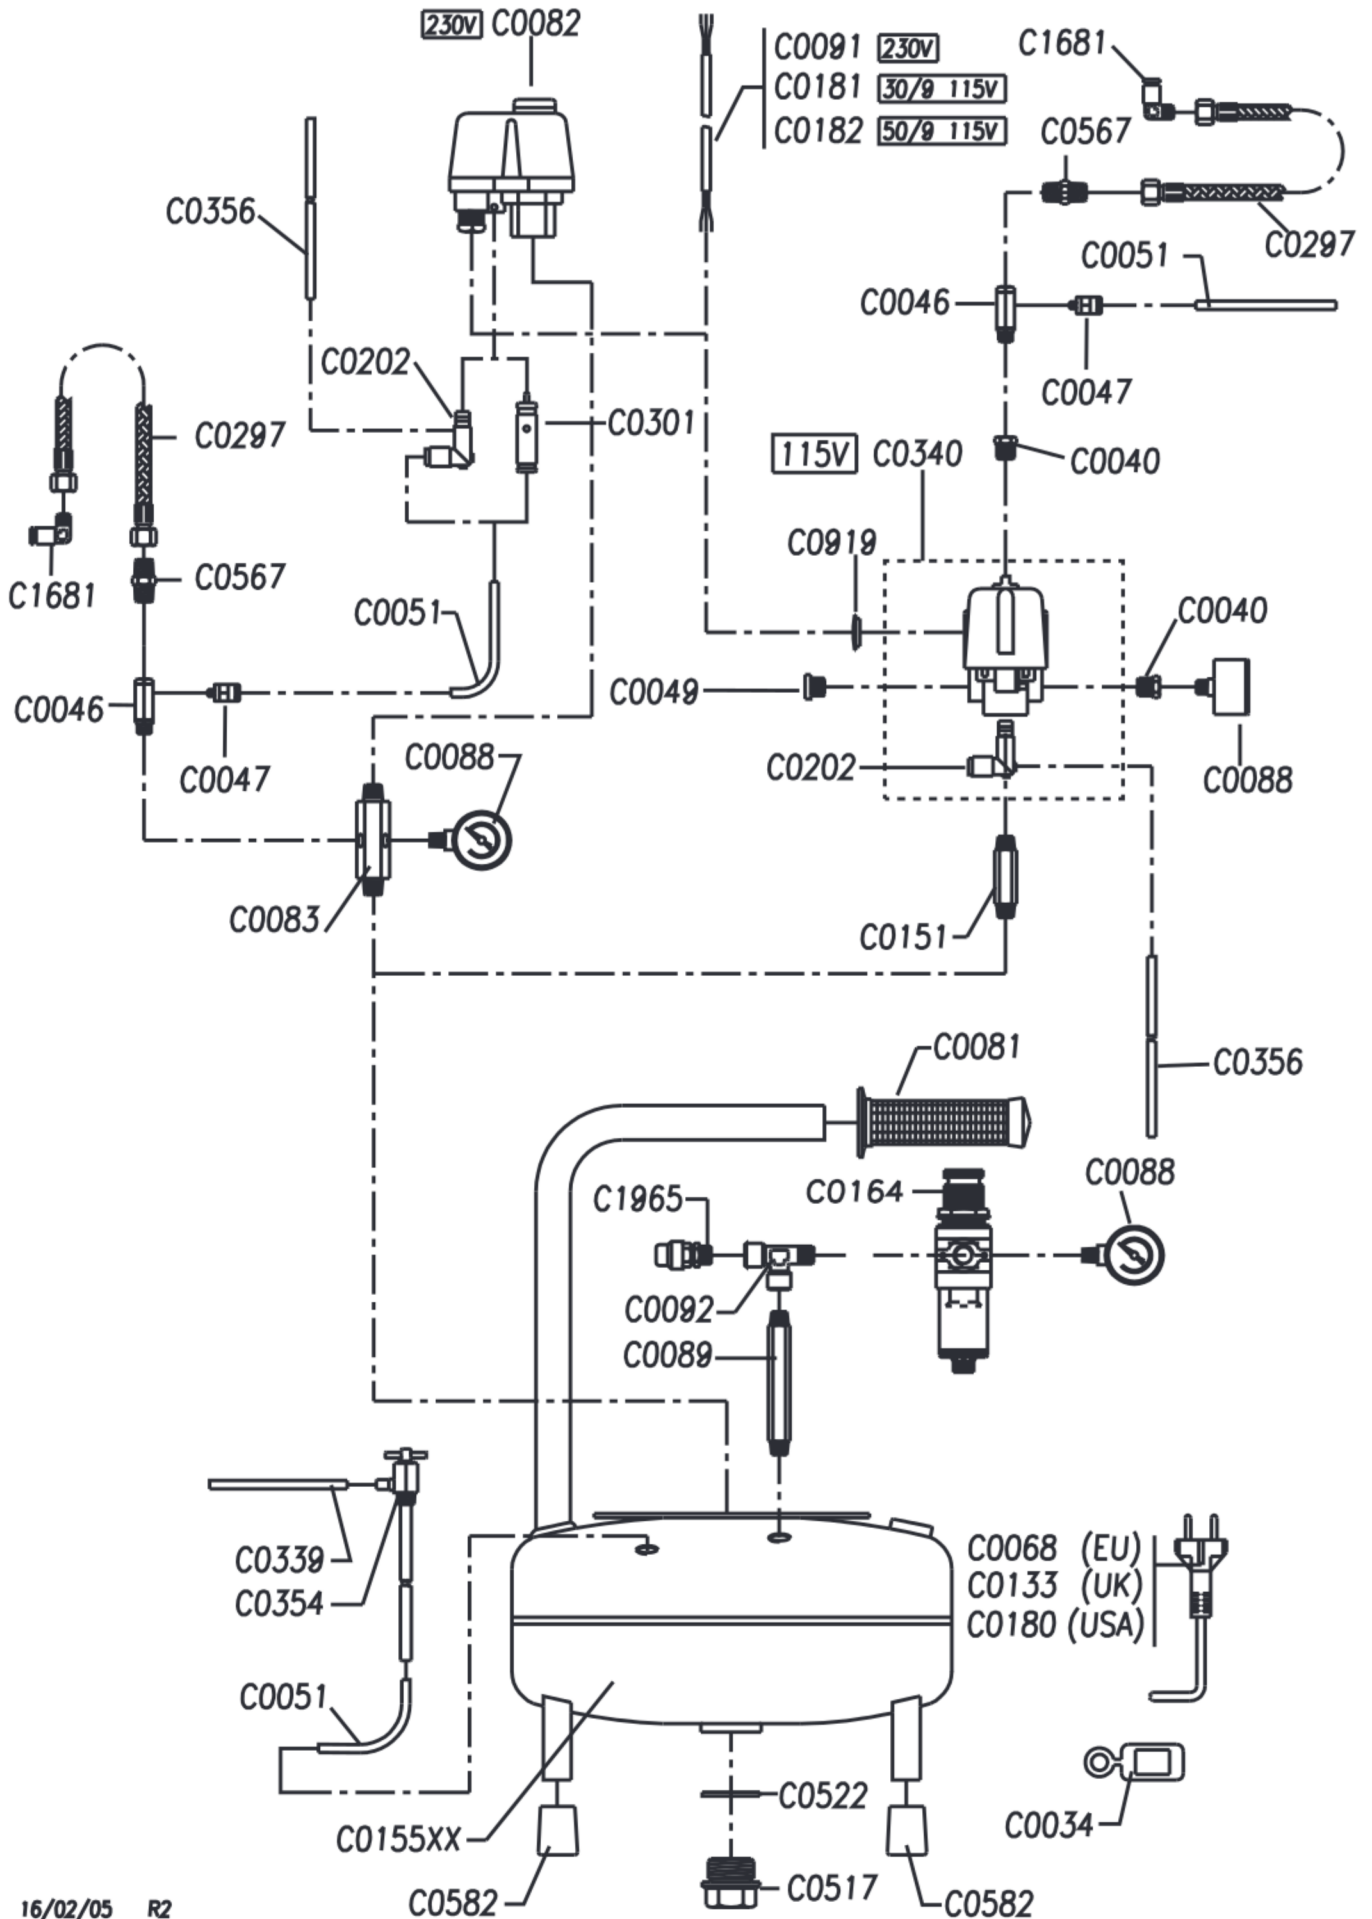 230V C0082
C0091 230V
C0181 30/9 115V
C0182 50/9 115V
C1681
C0567
C0356
C0297
C0051
C0046
C0202
C0047
C0297
C0301
115V C0340
C0040
C0919
C1681
C0567
C0051
C0040
C0049
C0046
C0047
C0088
C0202
C0088
C0083
C0151
C0081
C0356
C1965
C0164
C0088
C0092
C0089
C0339
C0354
C0068 (EU)
C0133 (UK)
C0180 (USA)
C0051
C0522
C0034
C0155XX
C0582
C0517
C0582
16/02/05 R2